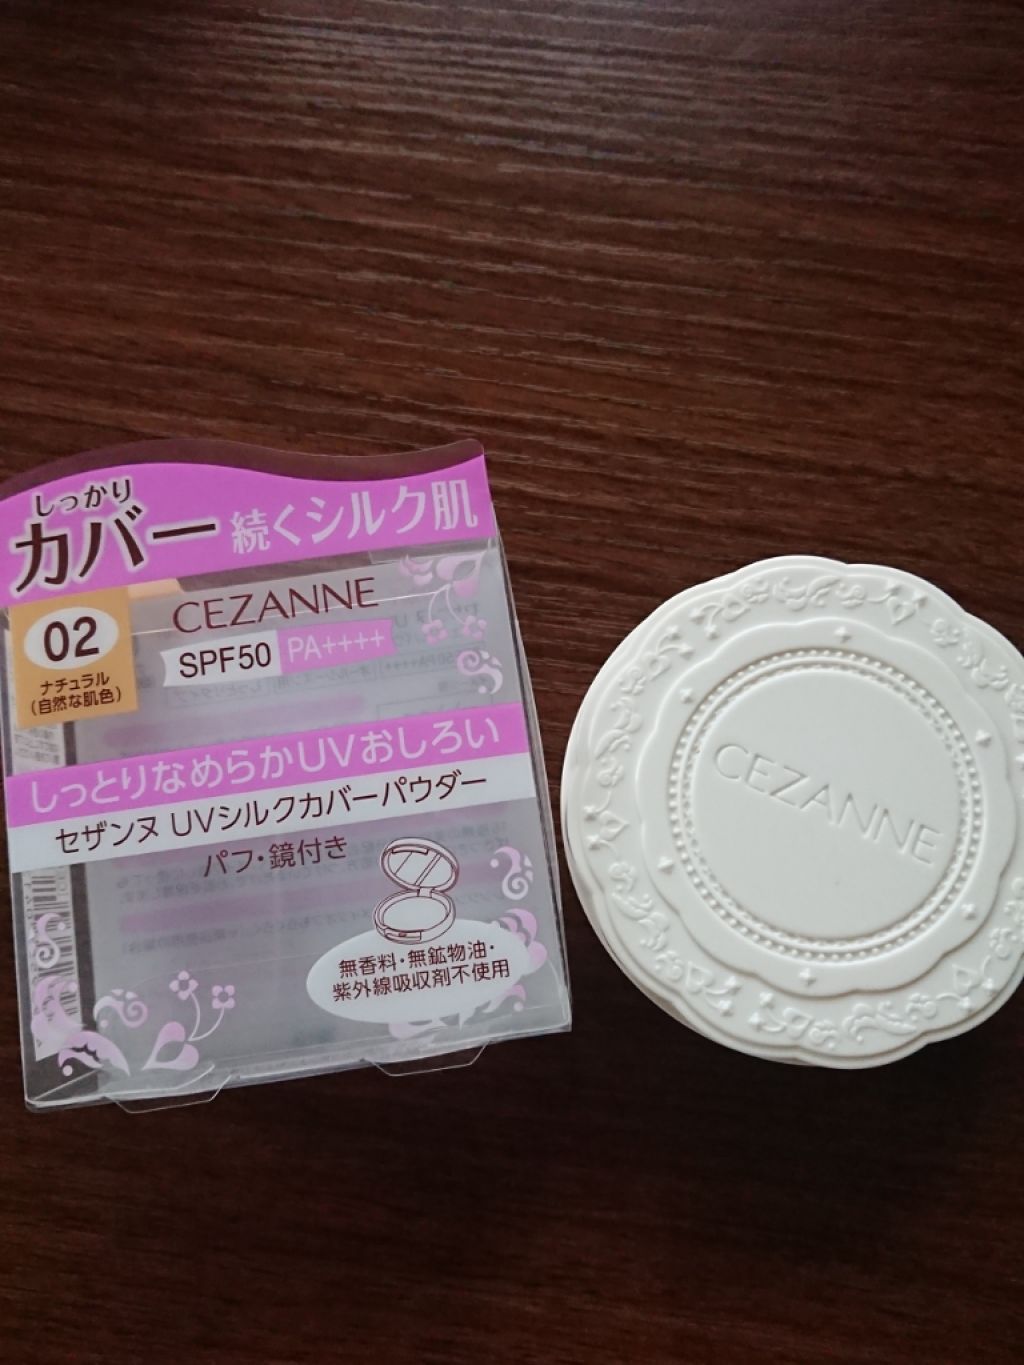 しっかり
カバー 続くシルク肌
02
ナチュラル
(自然な肌色)
CEZANNE
SPF50 PA++++
しっとりなめらかUVおしろい
セザンヌ UVシルクカバーパウダー
パフ・鏡付き
無香料・無鉱物油・
紫外線吸収剤不使用
CEZANNE